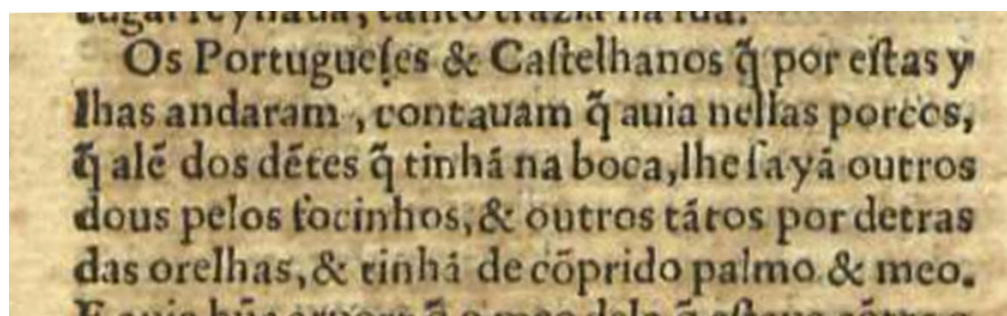 Os Portugueſes & Caſtelhanos q̃ por eſtas y
lhas andaram, contauam q̃ auia nellas porcos,
q̃ alẽ dos dẽtes q̃ tinhã na boca, lhe ſayã outros
dous pelos focinhos, & outros tãtos por detras
das orelhas, & tinhã de cõprido palmo & meo.